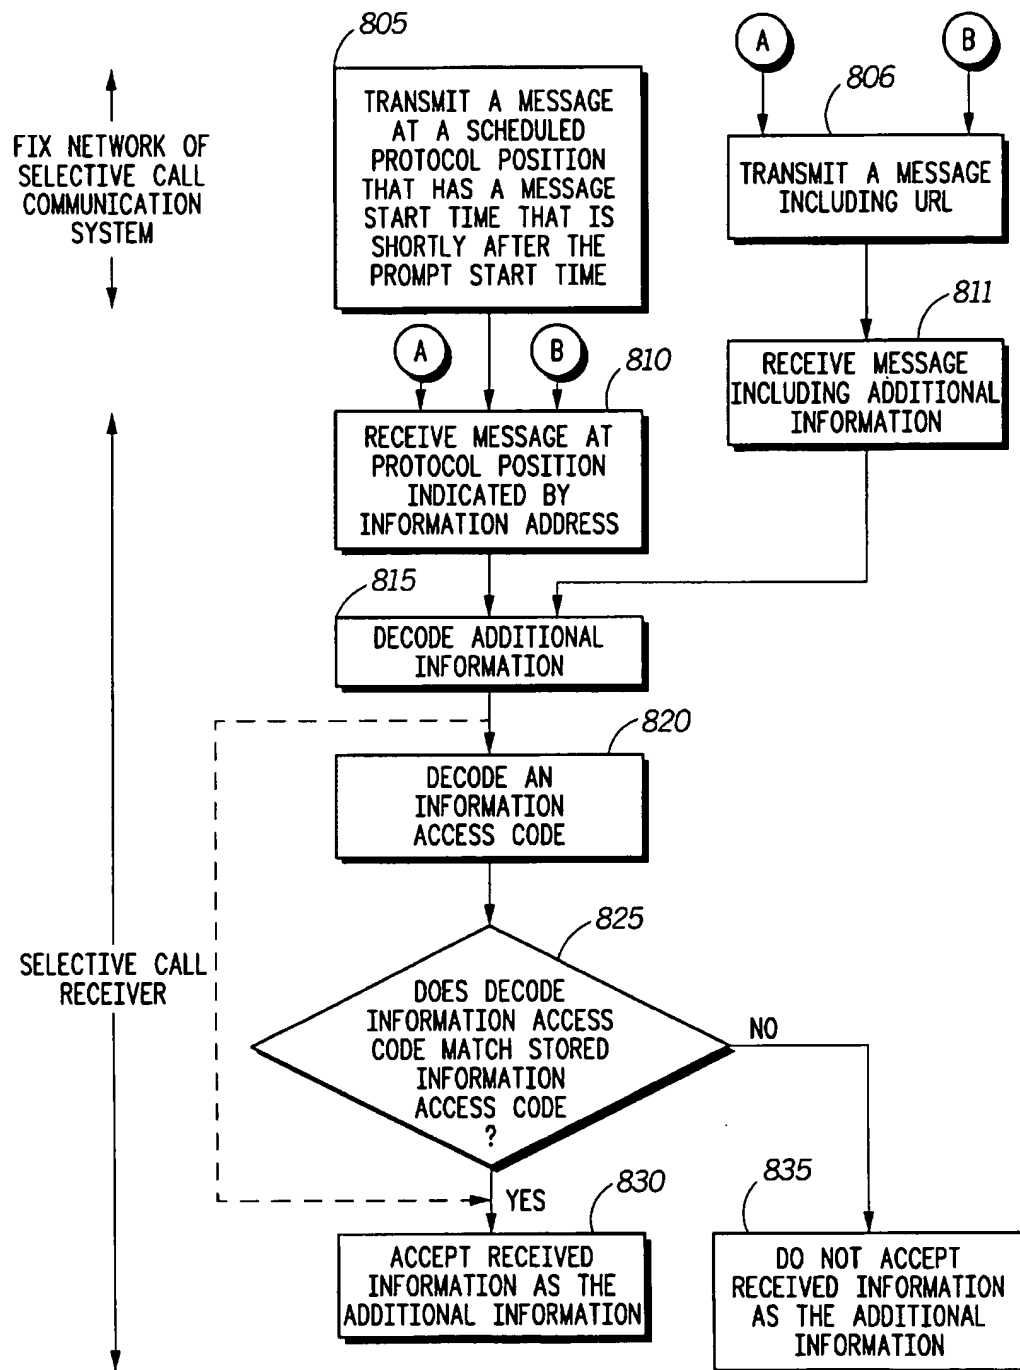 805
TRANSMIT A MESSAGE
AT A SCHEDULED
PROTOCOL POSITION
THAT HAS A MESSAGE
START TIME THAT IS
SHORTLY AFTER THE
PROMPT START TIME
FIX NETWORK OF
SELECTIVE CALL
COMMUNICATION
SYSTEM
A
B
806
TRANSMIT A MESSAGE
INCLUDING URL
811
RECEIVE MESSAGE
INCLUDING ADDITIONAL
INFORMATION
A
B
810
RECEIVE MESSAGE AT
PROTOCOL POSITION
INDICATED BY
INFORMATION ADDRESS
815
DECODE ADDITIONAL
INFORMATION
820
DECODE AN
INFORMATION
ACCESS CODE
825
DOES DECODE
INFORMATION ACCESS
CODE MATCH STORED
INFORMATION
ACCESS CODE
?
NO
SELECTIVE CALL
RECEIVER
YES
830
ACCEPT RECEIVED
INFORMATION AS THE
ADDITIONAL INFORMATION
835
DO NOT ACCEPT
RECEIVED INFORMATION
AS THE ADDITIONAL
INFORMATION